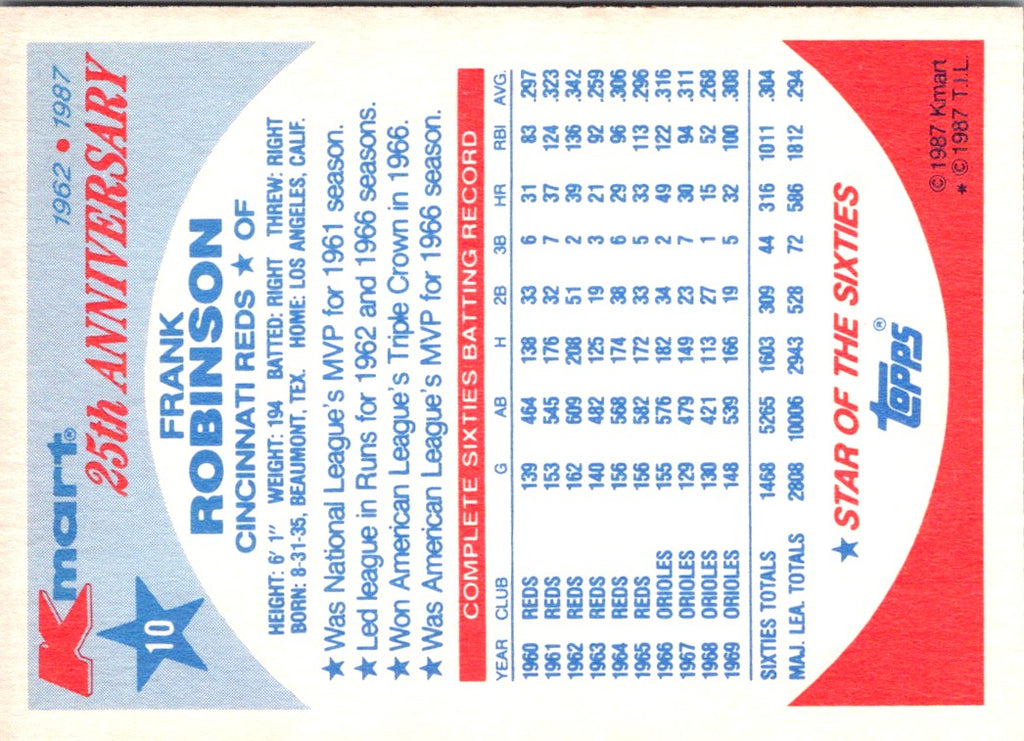 Kmart®
1962 • 1987
25th ANNIVERSARY
10
FRANK
ROBINSON
CINCINNATI REDS ★ OF
HEIGHT: 6' 1" WEIGHT: 194 BATTED: RIGHT THREW: RIGHT
BORN: 8-31-35, BEAUMONT, TEX. HOME: LOS ANGELES, CALIF.
★ Was National League's MVP for 1961 season.
★ Led league in Runs for 1962 and 1966 seasons.
★ Won American League's Triple Crown in 1966.
★ Was American League's MVP for 1966 season.
COMPLETE SIXTIES BATTING RECORD
YEAR CLUB G AB H 2B 3B HR RBI AVG.
1960 REDS 139 464 138 33 6 31 83 .297
1961 REDS 153 545 176 32 7 37 124 .323
1962 REDS 162 609 208 51 2 39 136 .342
1963 REDS 140 482 125 19 3 21 92 .259
1964 REDS 156 568 174 38 6 29 96 .306
1965 REDS 156 582 172 33 5 33 113 .296
1966 ORIOLES 155 576 182 34 2 49 122 .316
1967 ORIOLES 129 479 149 23 7 30 94 .311
1968 ORIOLES 130 421 113 27 1 15 52 .268
1969 ORIOLES 148 539 166 19 5 32 100 .308
SIXTIES TOTALS 1468 5265 1603 309 44 316 1011 .304
MAJ. LEA. TOTALS 2808 10006 2943 528 72 586 1812 .294
★ STAR OF THE SIXTIES
TOPPS®
©1987 Kmart
★ ©1987 T.I.L.